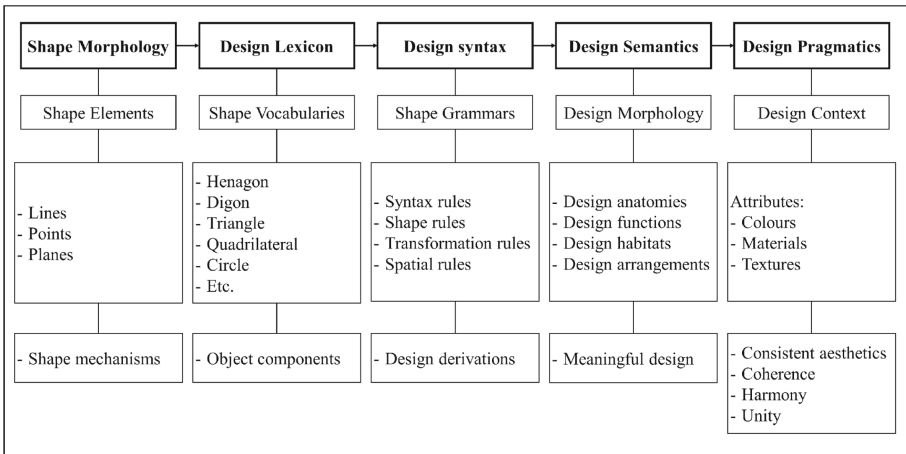 Shape Morphology
Design Lexicon
Design syntax
Design Semantics
Design Pragmatics
Shape Elements
Shape Vocabularies
Shape Grammars
Design Morphology
Design Context
- Lines
- Points
- Planes
- Henagon
- Digon
- Triangle
- Quadrilateral
- Circle
- Etc.
- Syntax rules
- Shape rules
- Transformation rules
- Spatial rules
- Design anatomies
- Design functions
- Design habitats
- Design arrangements
Attributes:
- Colours
- Materials
- Textures
- Shape mechanisms
- Object components
- Design derivations
- Meaningful design
- Consistent aesthetics
- Coherence
- Harmony
- Unity